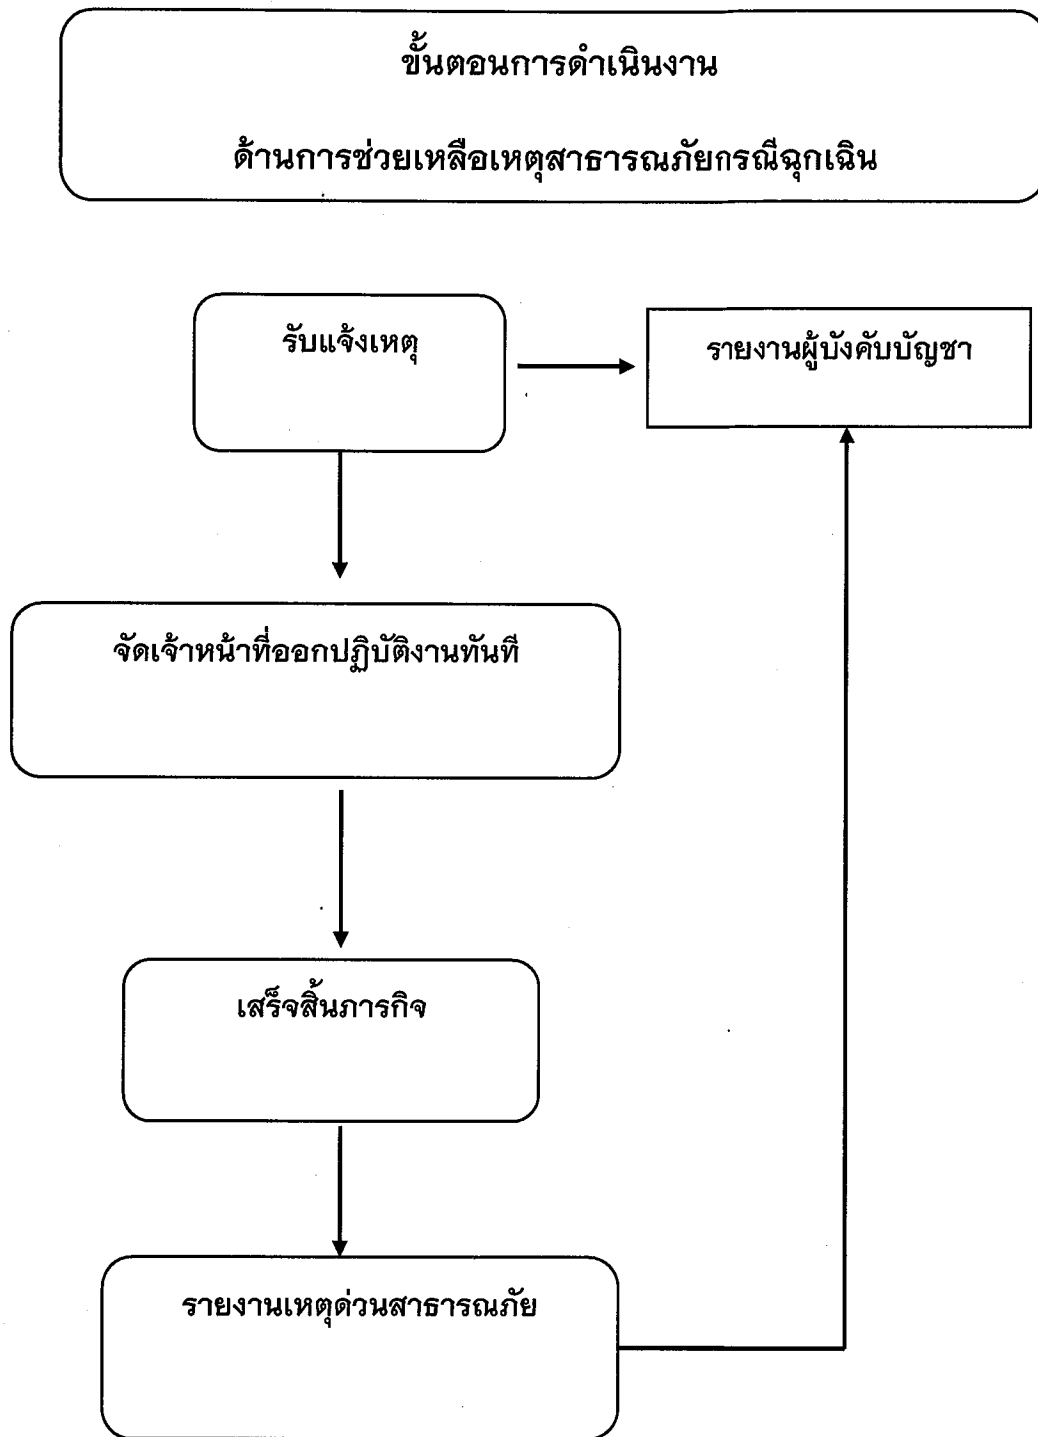 ขั้นตอนการดำเนินงาน
ด้านการช่วยเหลือเหตุสาธารณภัยกรณีฉุกเฉิน
รับแจ้งเหตุ
รายงานผู้บังคับบัญชา
จัดเจ้าหน้าที่ออกปฏิบัติงานทันที
เสร็จสิ้นภารกิจ
รายงานเหตุด่วนสาธารณภัย